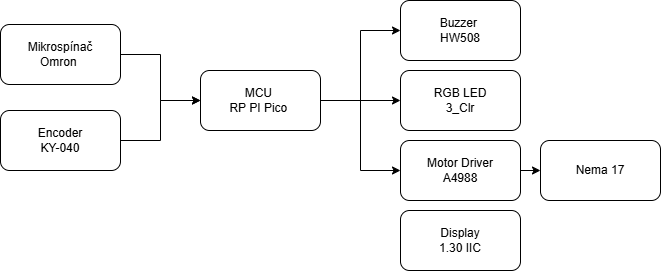 Mikrospínač
Omron
Encoder
KY-040
MCU
RP PI Pico
Buzzer
HW508
RGB LED
3_Clr
Motor Driver
A4988
Nema 17
Display
1.30 IIC